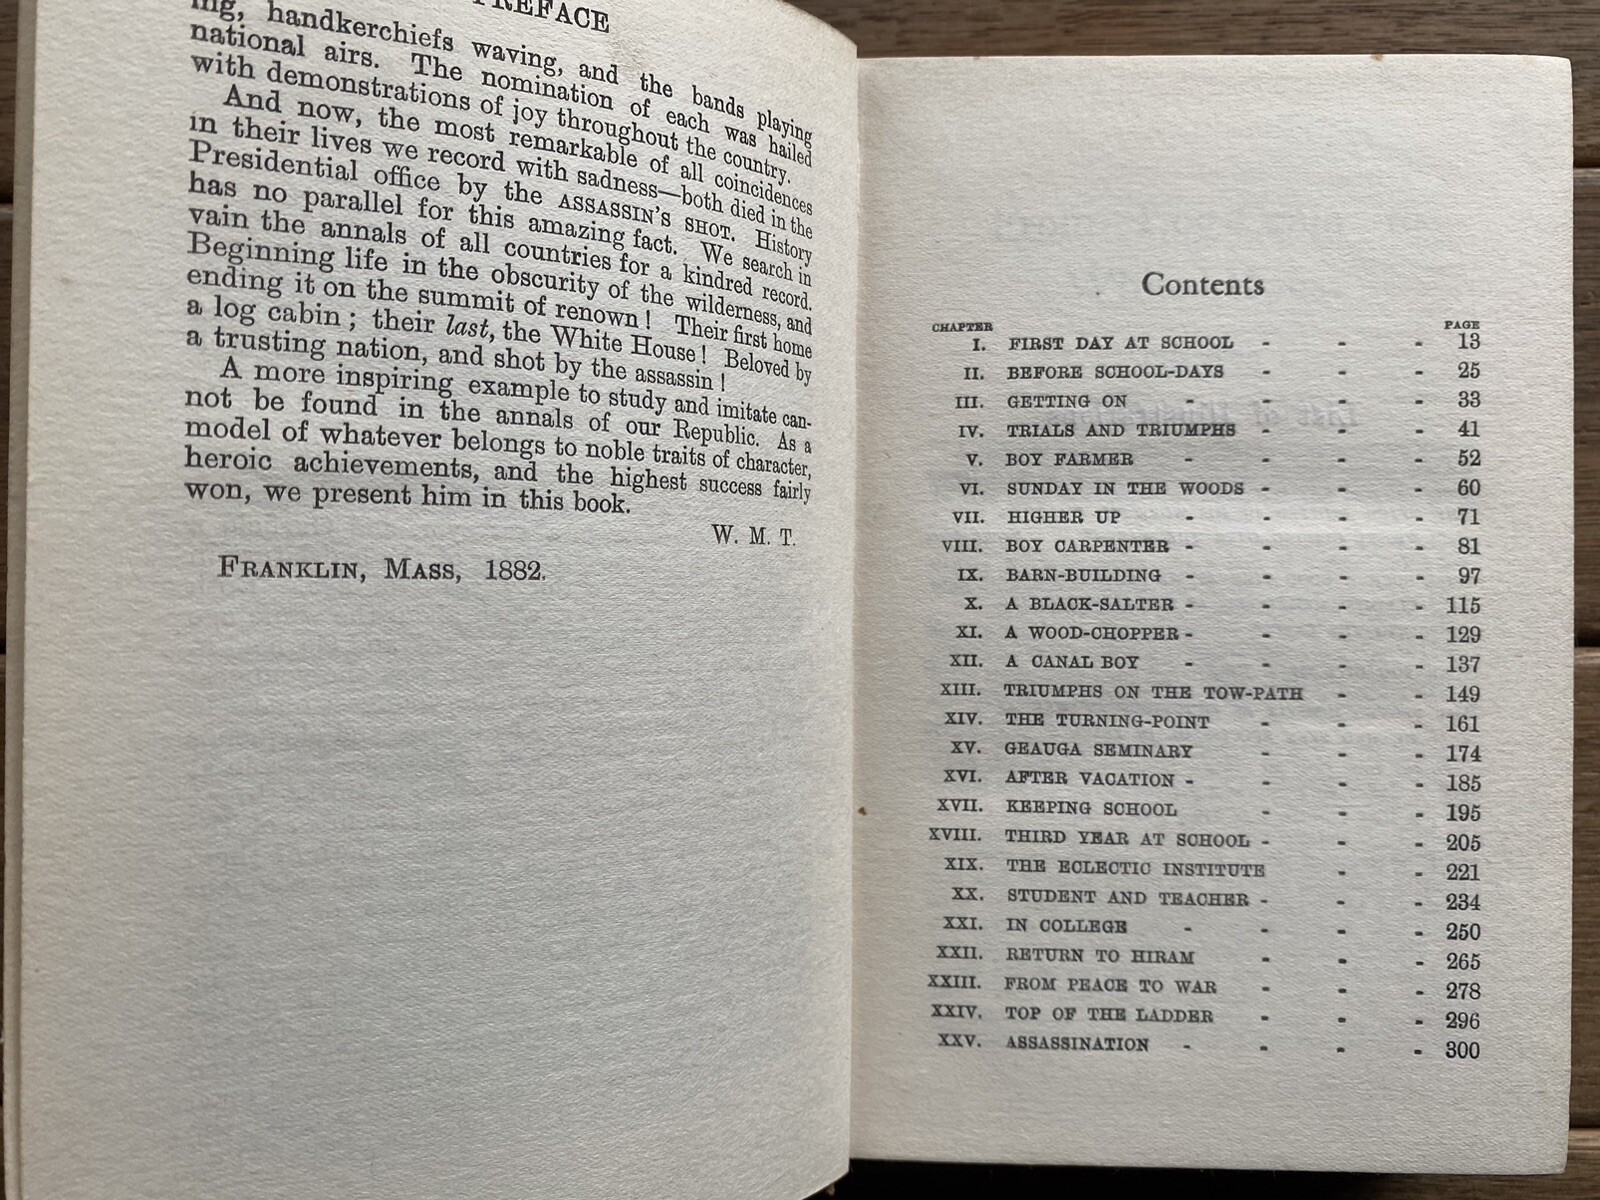 PREFACE
ing, handkerchiefs waving, and the bands playing
national airs. The nomination of each was hailed
with demonstrations of joy throughout the country.
And now, the most remarkable of all coincidences
in their lives we record with sadness—both died in the
Presidential office by the ASSASSIN'S SHOT. History
has no parallel for this amazing fact. We search in
vain the annals of all countries for a kindred record.
Beginning life in the obscurity of the wilderness, and
ending it on the summit of renown! Their first home
a log cabin; their last, the White House! Beloved by
a trusting nation, and shot by the assassin!
A more inspiring example to study and imitate can-
not be found in the annals of our Republic. As a
model of whatever belongs to noble traits of character,
heroic achievements, and the highest success fairly
won, we present him in this book.
W. M. T.
FRANKLIN, MASS, 1882.
Contents
CHAPTER PAGE
I. FIRST DAY AT SCHOOL - - - 13
II. BEFORE SCHOOL-DAYS - - - 25
III. GETTING ON - - - - 33
IV. TRIALS AND TRIUMPHS - - - 41
V. BOY FARMER - - - - 52
VI. SUNDAY IN THE WOODS - - - 60
VII. HIGHER UP - - - - 71
VIII. BOY CARPENTER - - - - 81
IX. BARN-BUILDING - - - - 97
X. A BLACK-SALTER - - - - 115
XI. A WOOD-CHOPPER - - - - 129
XII. A CANAL BOY - - - - 137
XIII. TRIUMPHS ON THE TOW-PATH - - 149
XIV. THE TURNING-POINT - - - 161
XV. GEAUGA SEMINARY - - - 174
XVI. AFTER VACATION - - - - 185
XVII. KEEPING SCHOOL - - - 195
XVIII. THIRD YEAR AT SCHOOL - - - 205
XIX. THE ECLECTIC INSTITUTE - - 221
XX. STUDENT AND TEACHER - - - 234
XXI. IN COLLEGE - - - - 250
XXII. RETURN TO HIRAM - - - 265
XXIII. FROM PEACE TO WAR - - - 278
XXIV. TOP OF THE LADDER - - - 296
XXV. ASSASSINATION - - - - 300